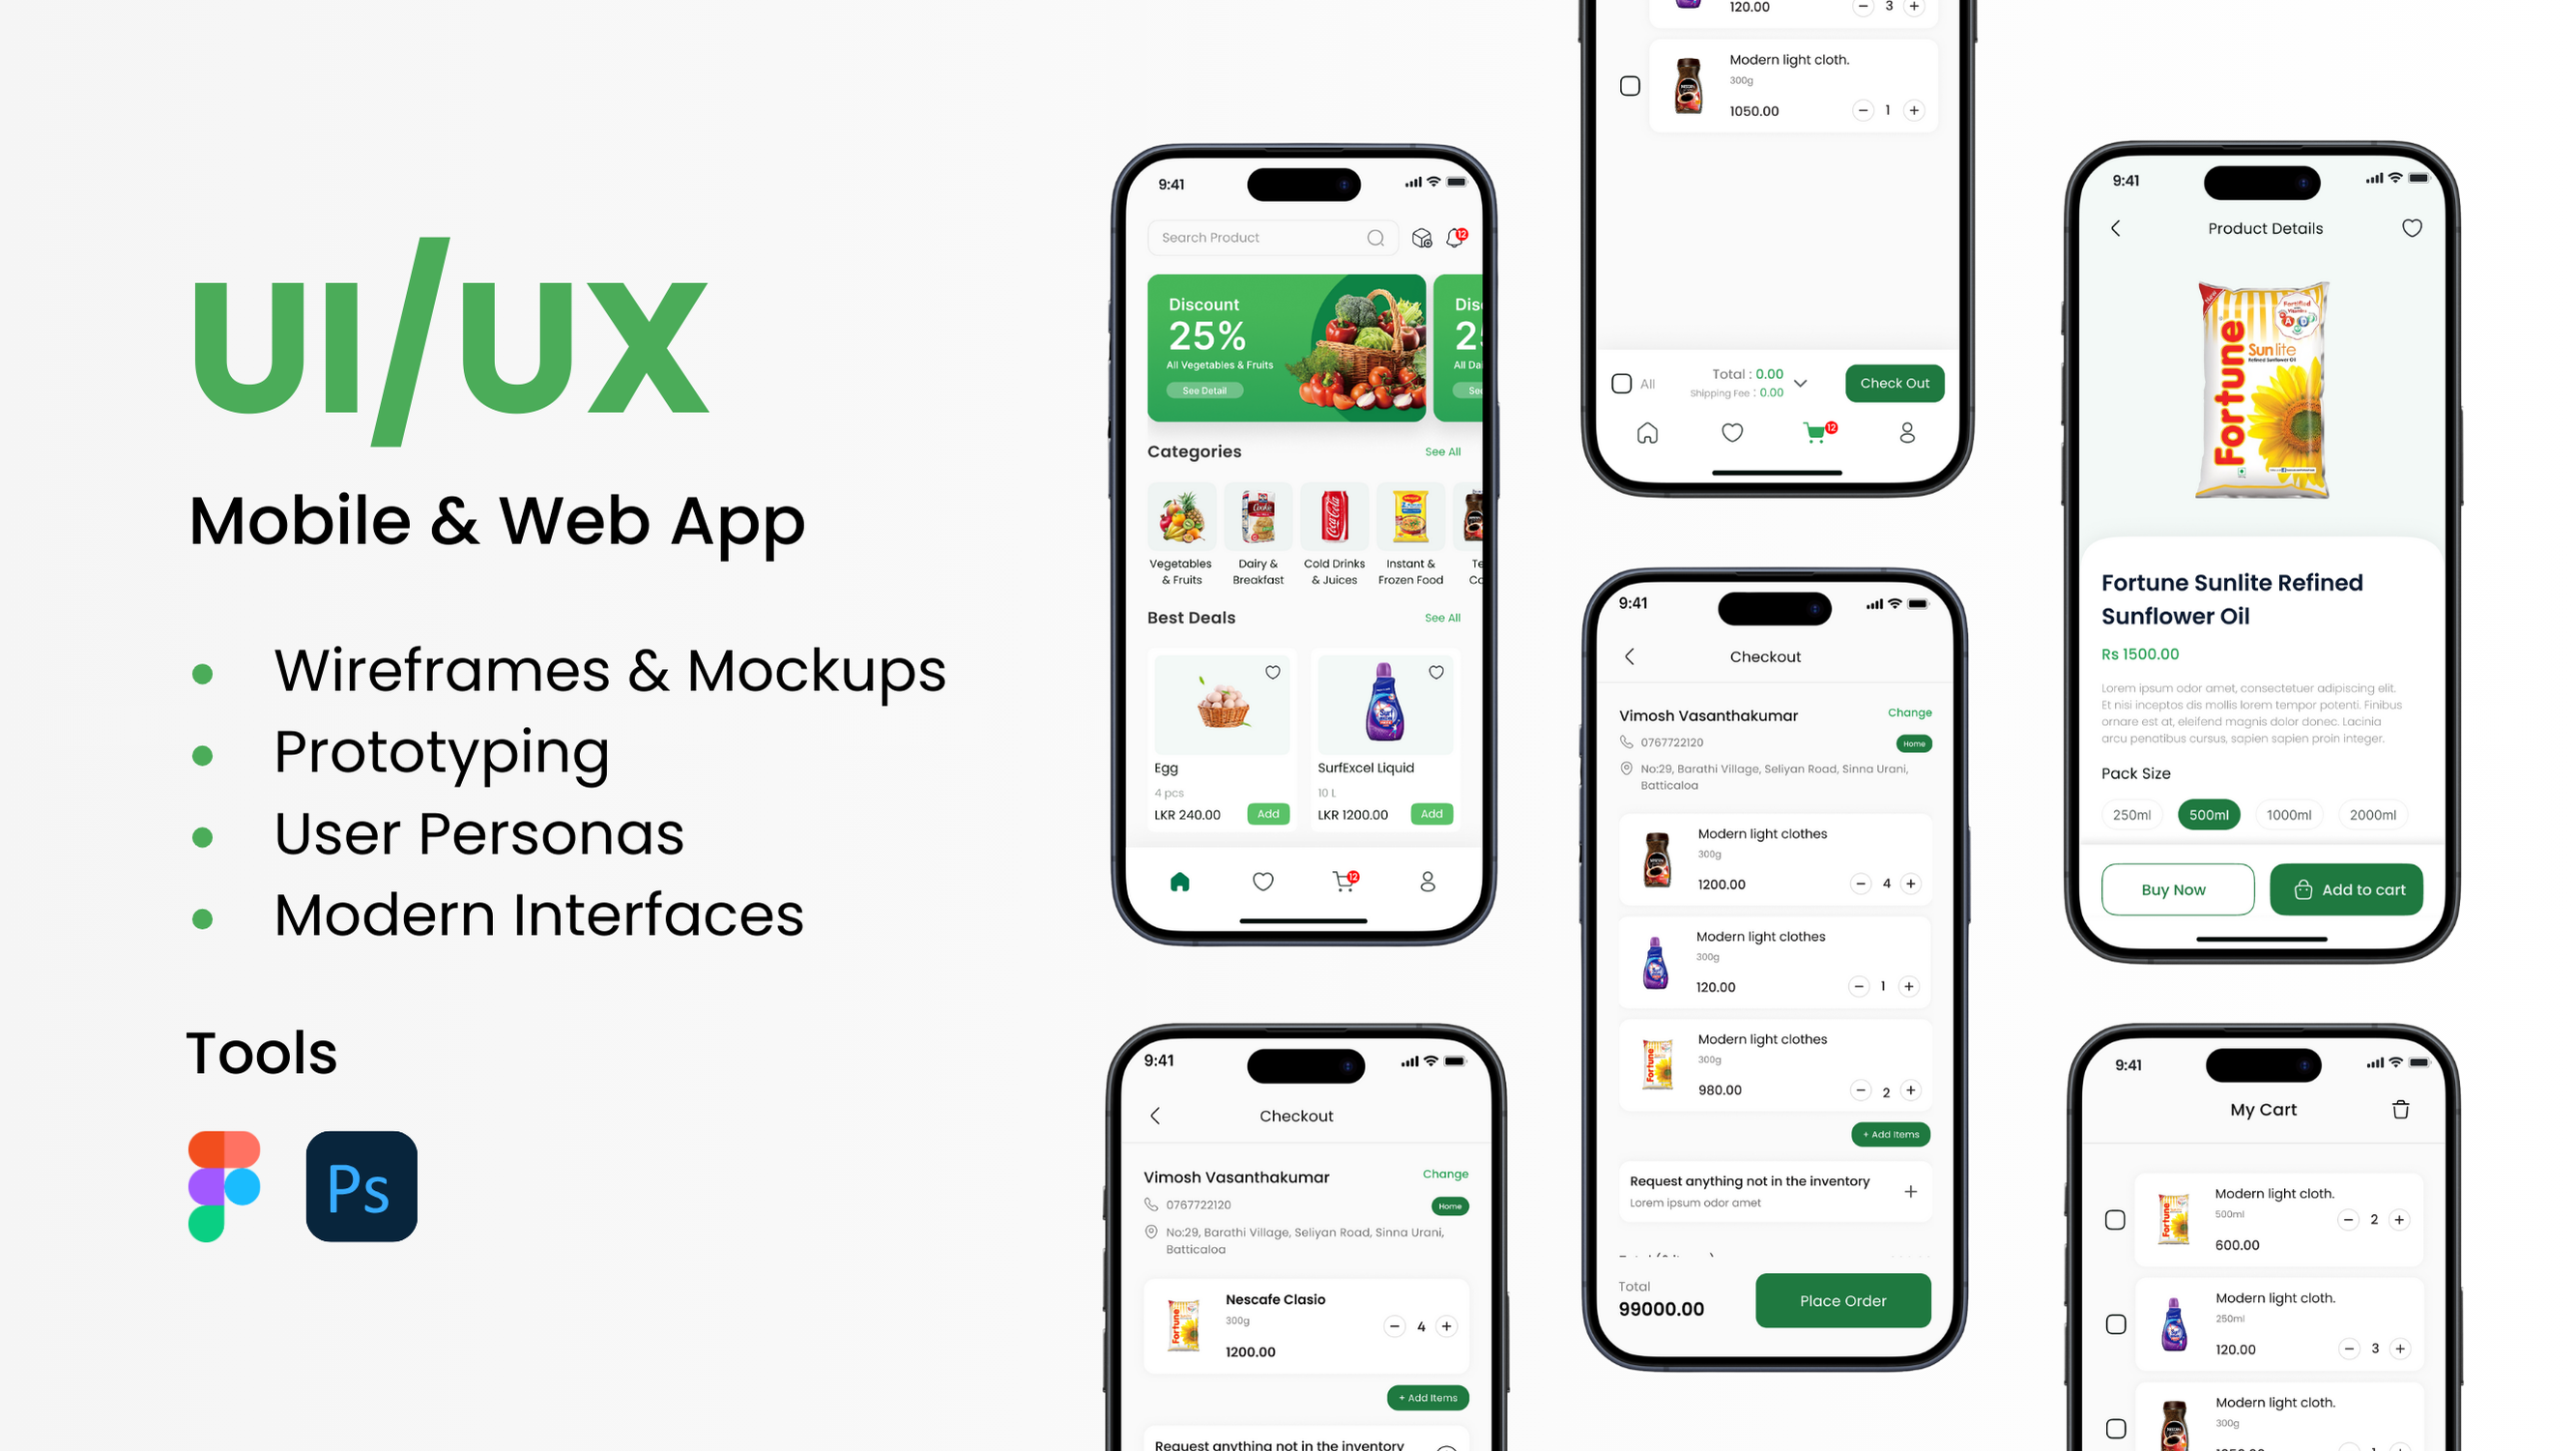 UI/UX
Mobile & Web App
Wireframes & Mockups
Prototyping
User Personas
Modern Interfaces
Tools
Ps
9:41
Search Product
12
Discount
25%
All Vegetables & Fruits
See Detail
Dis
2
All Da
Se
Categories
See All
Cookie
Coca-Cola
Vegetables
& Fruits
Dairy &
Breakfast
Cold Drinks
& Juices
Instant &
Frozen Food
Te
Co
Best Deals
See All
Egg
4 pcs
LKR 240.00
Add
SurfExcel Liquid
10 L
LKR 1200.00
Add
12
9:41
Checkout
Vimosh Vasanthakumar
Change
0767722120
Home
No:29, Barathi Village, Seliyan Road, Sinna Urani,
Batticaloa
Fortune
Nescafe Clasio
300g
1200.00
4
+ Add Items
Request anything not in the inventory
120.00
3
Modern light cloth.
300g
1050.00
1
All
Total : 0.00
Shipping Fee : 0.00
Check Out
12
9:41
Checkout
Vimosh Vasanthakumar
Change
0767722120
Home
No:29, Barathi Village, Seliyan Road, Sinna Urani,
Batticaloa
Modern light clothes
300g
1200.00
4
Modern light clothes
300g
120.00
1
Fortune
Modern light clothes
300g
980.00
2
+ Add Items
Request anything not in the inventory
Lorem ipsum odor amet
Total
99000.00
Place Order
9:41
Product Details
Fortified
A D
Fortune
Sunlite
Refined Sunflower Oil
Fortune Sunlite Refined
Sunflower Oil
Rs 1500.00
Lorem ipsum odor amet, consectetuer adipiscing elit.
Et nisi inceptos dis mollis lorem tempor potenti. Finibus
ornare est at, eleifend magnis dolor donec. Lacinia
arcu penatibus cursus, sapien sapien proin integer.
Pack Size
250ml
500ml
1000ml
2000ml
Buy Now
Add to cart
9:41
My Cart
Fortune
Modern light cloth.
500ml
600.00
2
Modern light cloth.
250ml
120.00
3
Modern light cloth.
300g